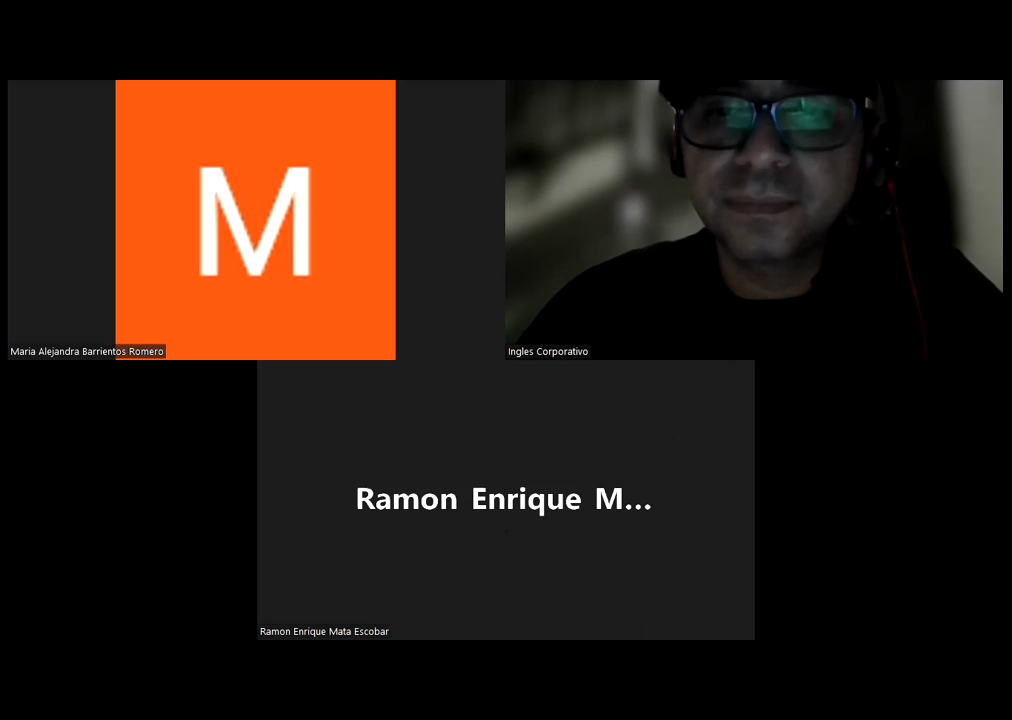 M
Maria Alejandra Barrientos Romero
Ingles Corporativo
Ramon Enrique M...
Ramon Enrique Mata Escobar